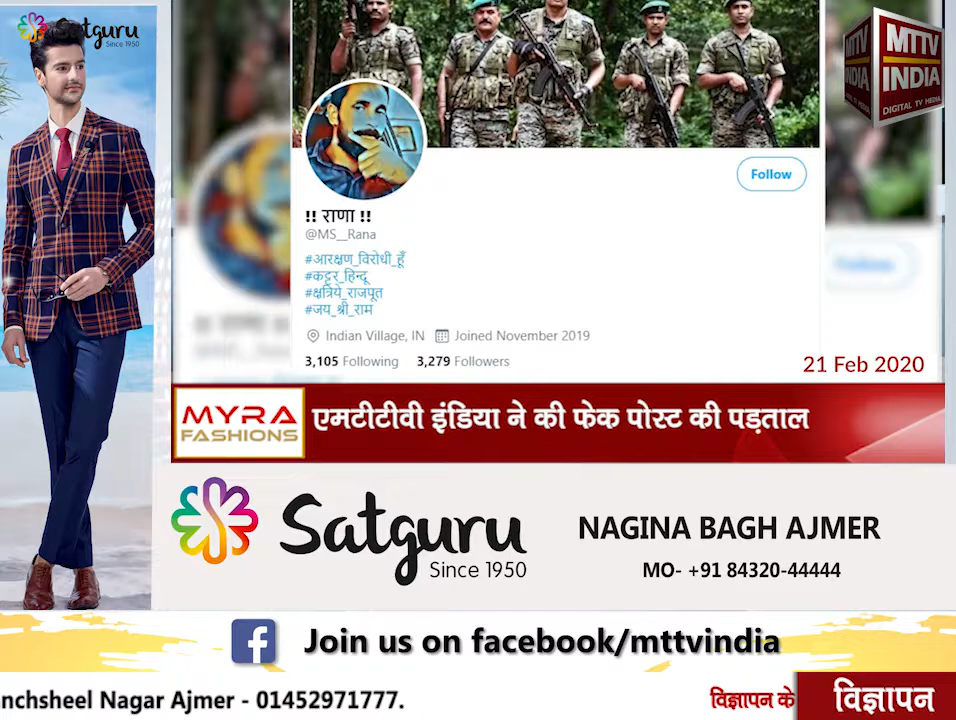 Satguru
Since 1950
MTTV
INDIA
DIGITAL TV MEDIA
MTTV
INDIA
Follow
!! राणा !!
@MS__Rana
#आरक्षण_विरोधी_हूँ
#कट्टर_हिन्दू
#क्षत्रिये_राजपूत
#जय_श्री_राम
Indian Village, IN Joined November 2019
3,105 Following 3,279 Followers
21 Feb 2020
MYRA
FASHIONS
एमटीटीवी इंडिया ने की फेक पोस्ट की पड़ताल
Satguru
Since 1950
NAGINA BAGH AJMER
MO- +91 84320-44444
Join us on facebook/mttvindia
nchsheel Nagar Ajmer - 01452971777.
विज्ञापन के
विज्ञापन